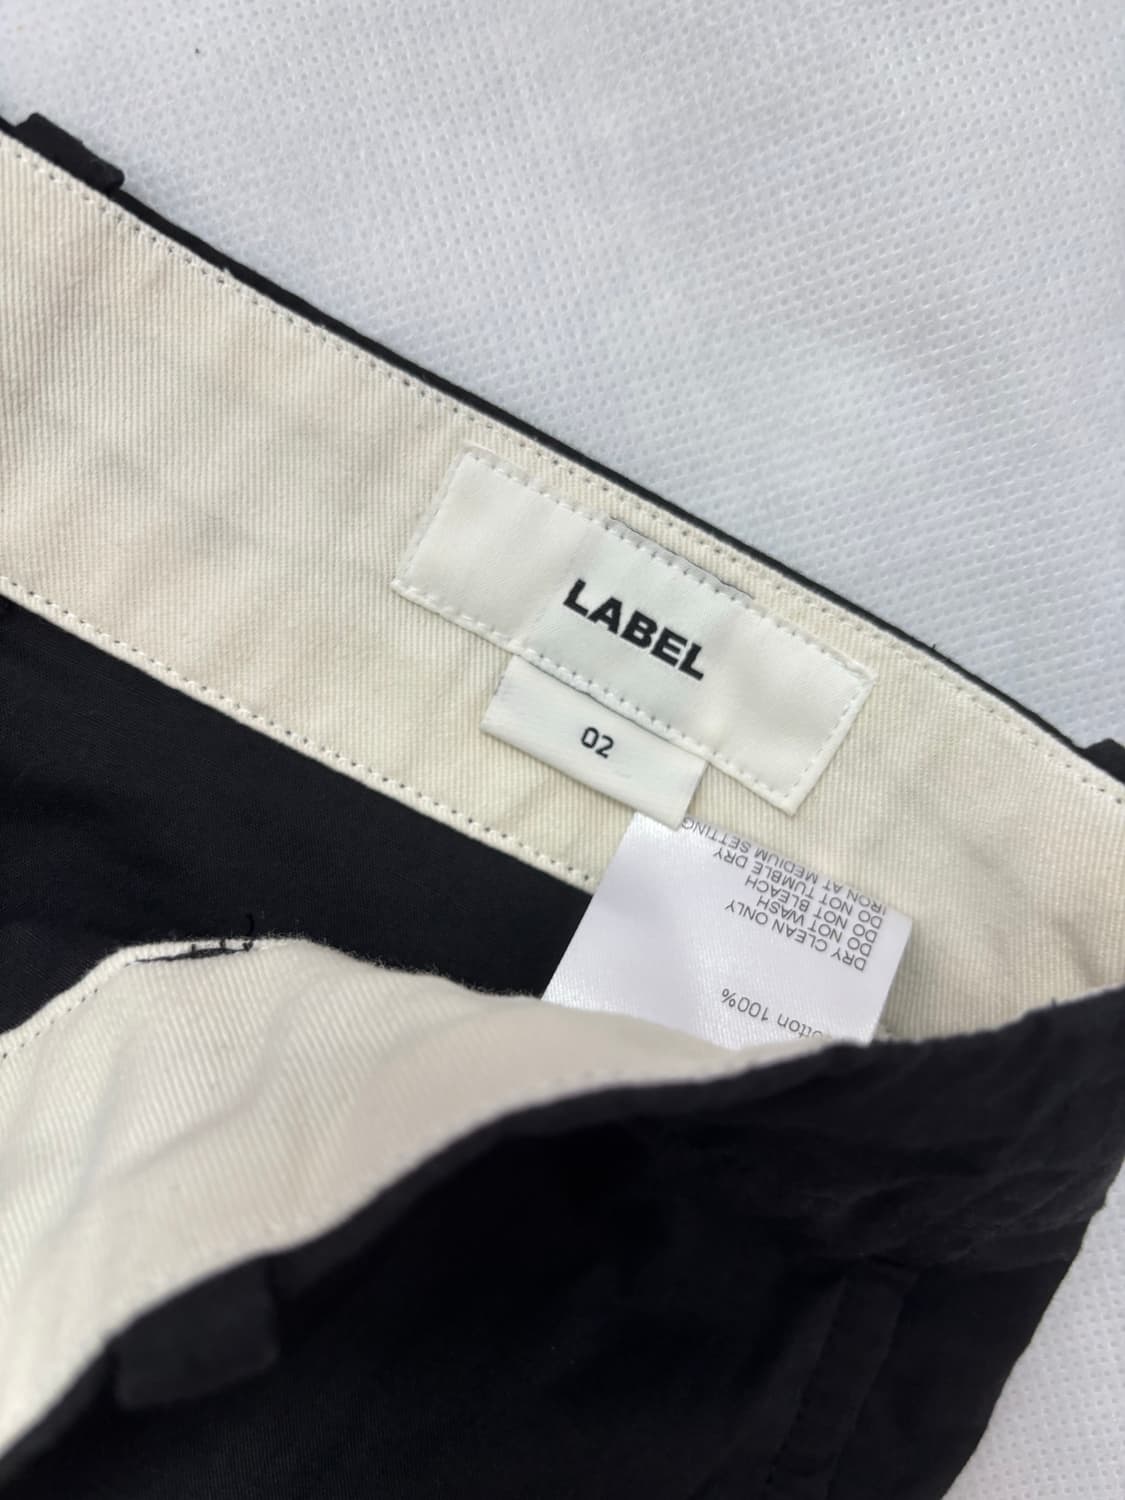 LABEL
02
Cotton 100%
DRY CLEAN ONLY
DO NOT WASH
DO NOT BLEACH
DO NOT TUMBLE DRY
IRON AT MEDIUM SETTING